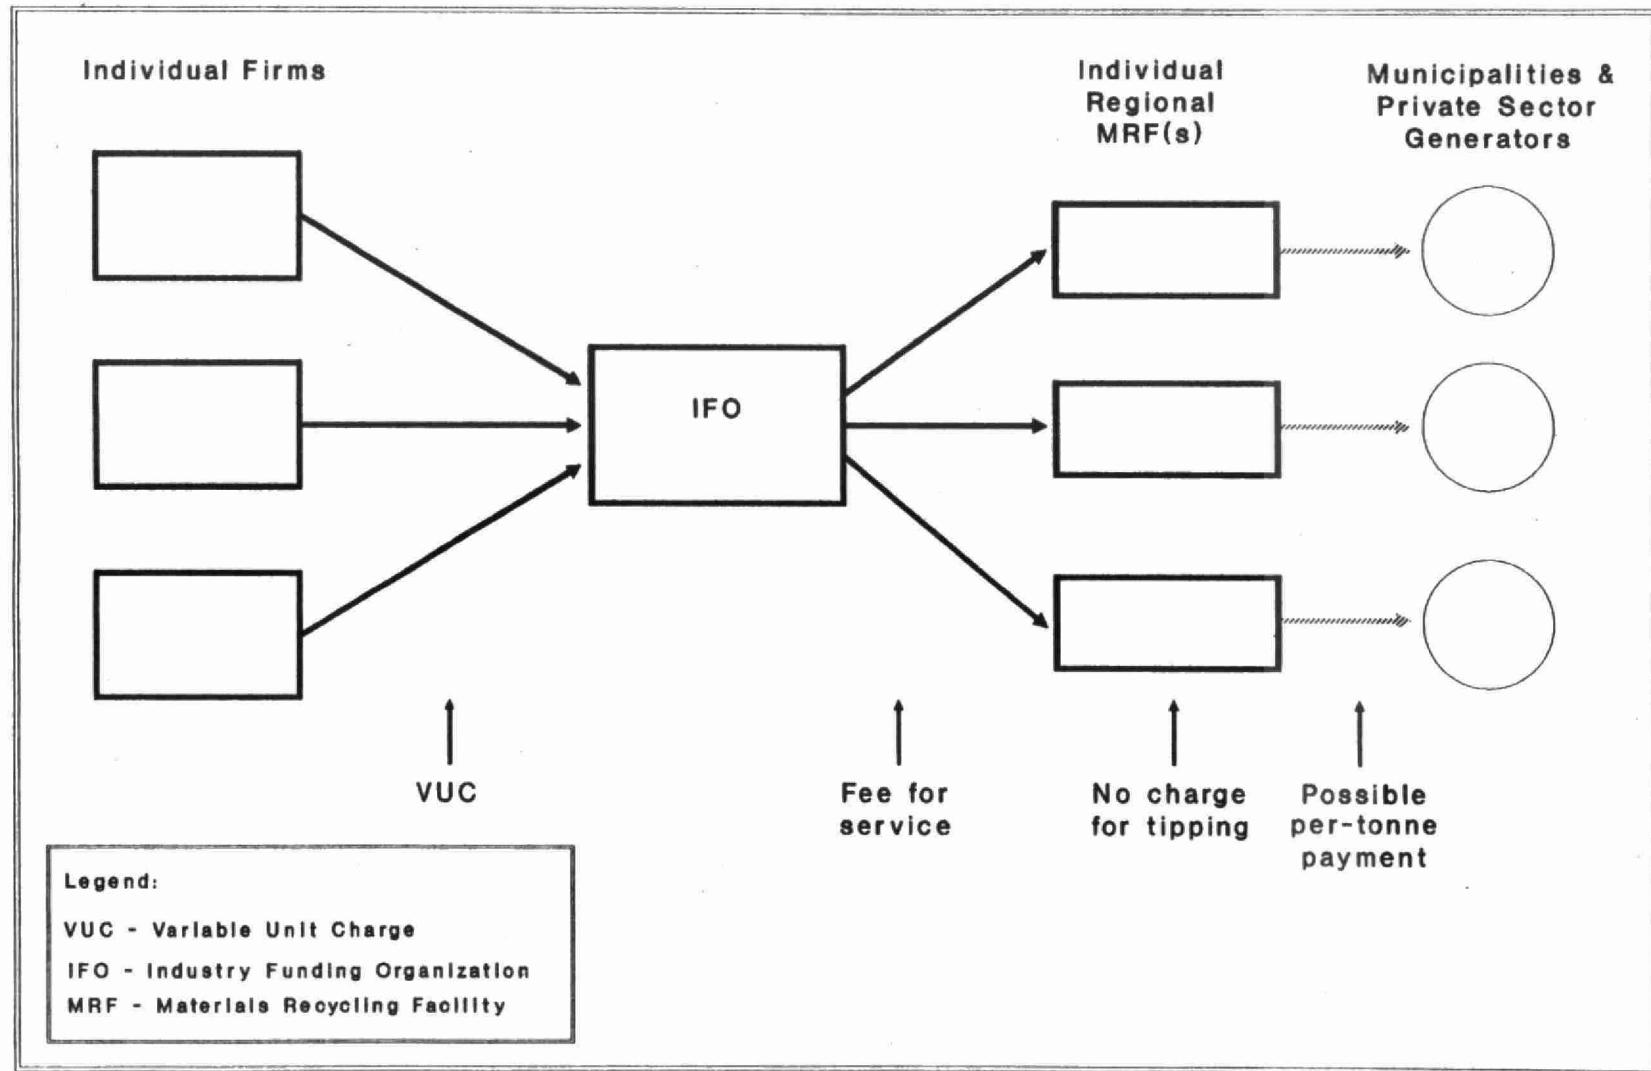 Individual Firms
Individual
Regional
MRF(s)
Municipalities &
Private Sector
Generators
IFO
VUC
Fee for
service
No charge
for tipping
Possible
per-tonne
payment
Legend:
VUC - Variable Unit Charge
IFO - Industry Funding Organization
MRF - Materials Recycling Facility